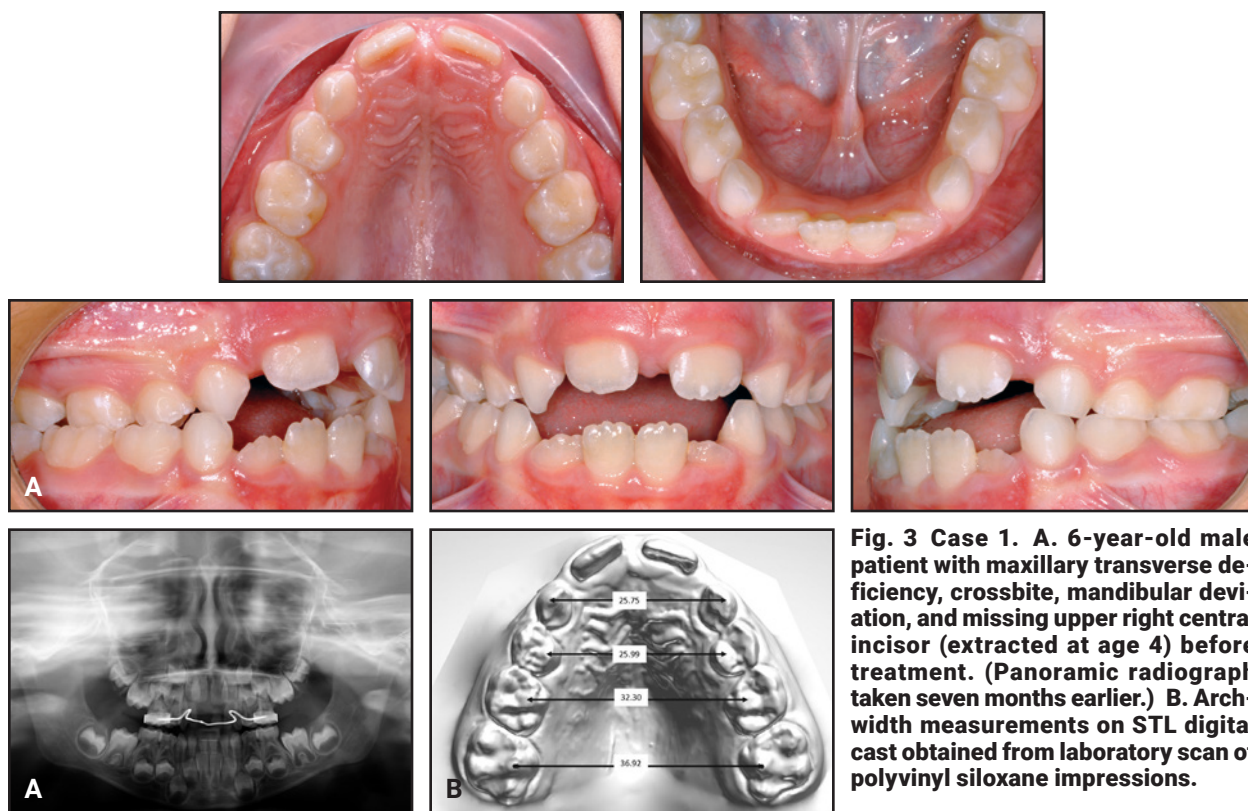 A
A
B
25.75
25.99
32.30
36.92
Fig. 3 Case 1. A. 6-year-old male
patient with maxillary transverse de-
ficiency, crossbite, mandibular devi-
ation, and missing upper right centra
incisor (extracted at age 4) before
treatment. (Panoramic radiograph
taken seven months earlier.) B. Arch-
width measurements on STL digita
cast obtained from laboratory scan of
polyvinyl siloxane impressions.